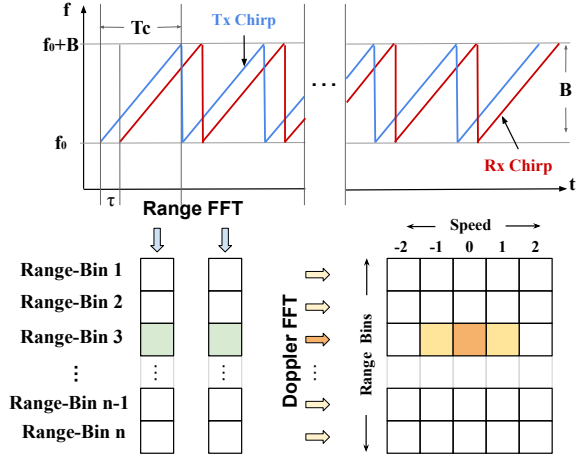 f
Tc
Tx Chirp
f₀+B
...
B
f₀
Rx Chirp
τ
t
Range FFT
Speed
-2 -1 0 1 2
Range-Bin 1
Range-Bin 2
Range-Bin 3
...
Range-Bin n-1
Range-Bin n
Doppler FFT
Range Bins